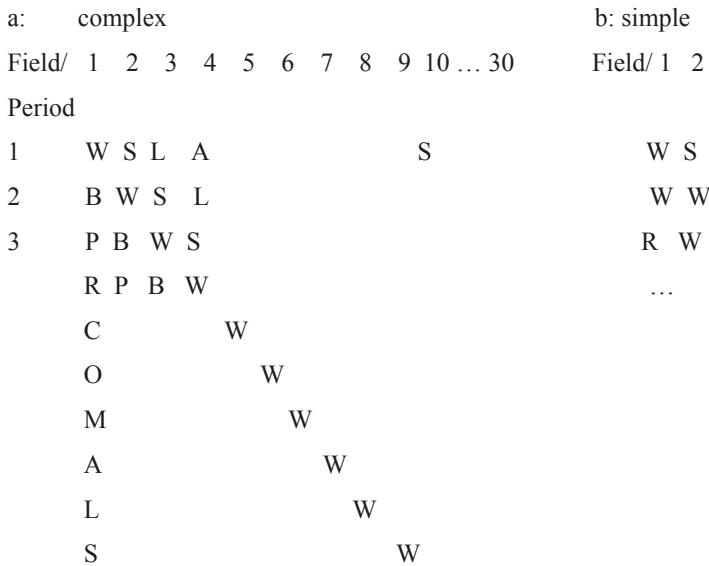 a: complex b: simple
Field/ 1 2 3 4 5 6 7 8 9 10 … 30 Field/ 1 2
Period
1 W S L A S W S
2 B W S L W W
3 P B W S R W
R P B W …
C W
O W
M W
A W
L W
S W